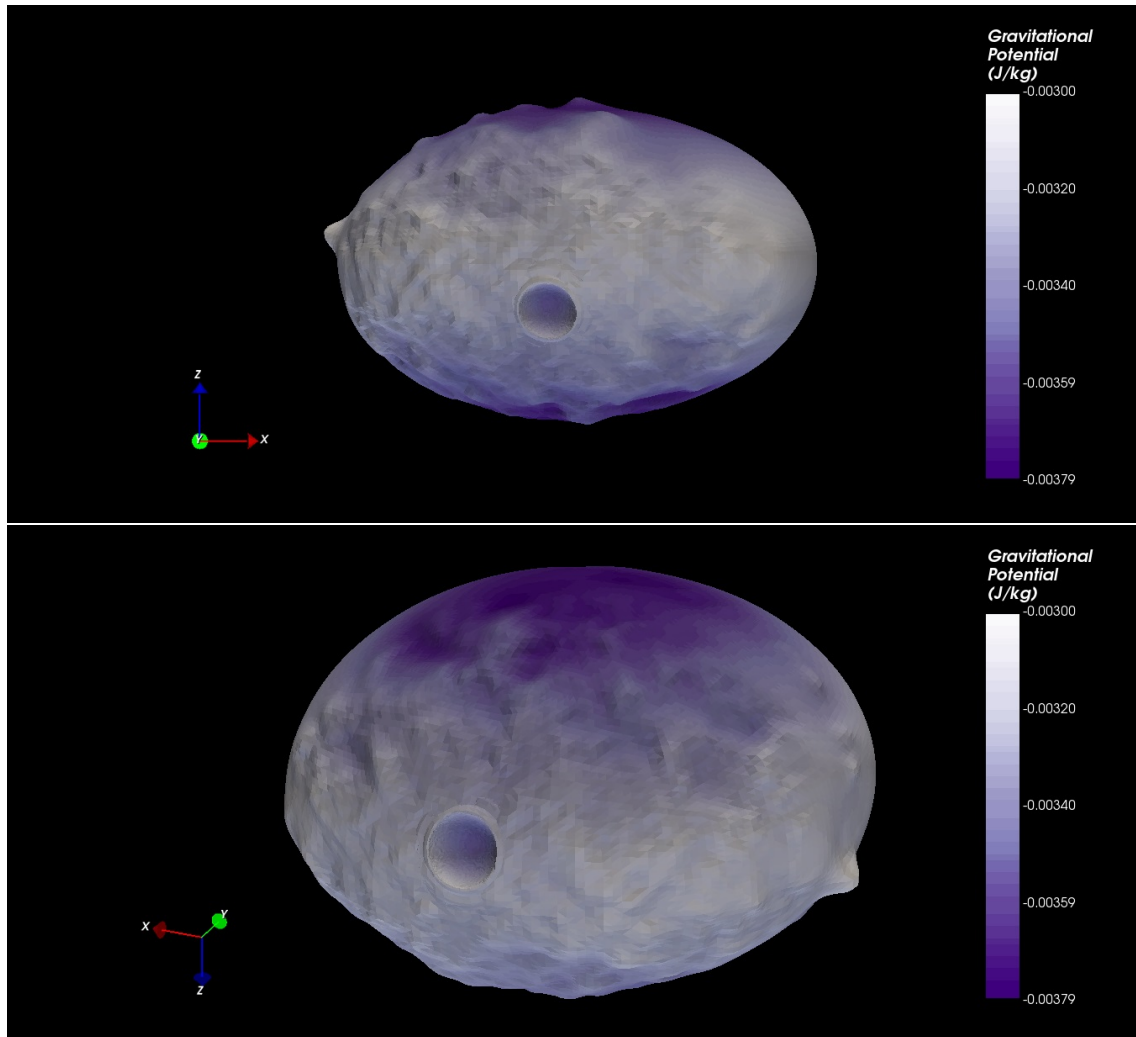 Gravitational
Potential
(J/kg)
-0.00300
-0.00320
-0.00340
-0.00359
-0.00379
Z
Y
X
Gravitational
Potential
(J/kg)
-0.00300
-0.00320
-0.00340
-0.00359
-0.00379
X
Y
Z